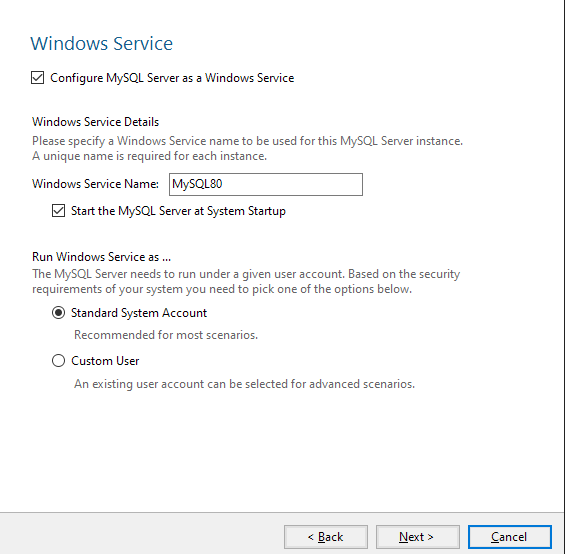 Windows Service
Configure MySQL Server as a Windows Service
Windows Service Details
Please specify a Windows Service name to be used for this MySQL Server instance.
A unique name is required for each instance.
Windows Service Name: MySQL80
Start the MySQL Server at System Startup
Run Windows Service as ...
The MySQL Server needs to run under a given user account. Based on the security
requirements of your system you need to pick one of the options below.
Standard System Account
Recommended for most scenarios.
Custom User
An existing user account can be selected for advanced scenarios.
< Back Next > Cancel